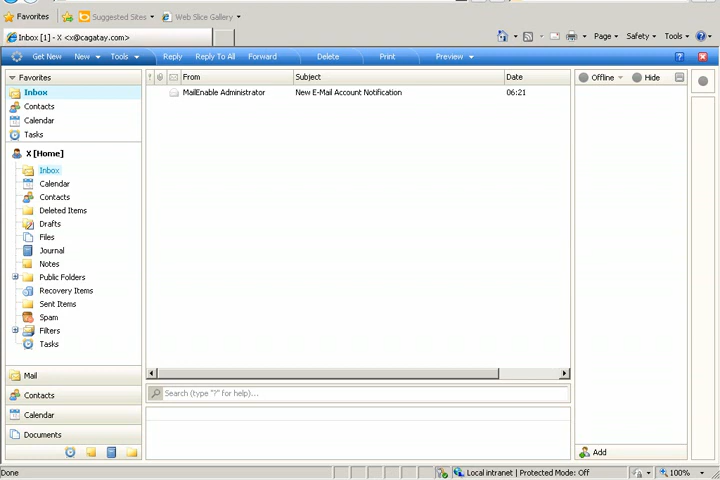 Favorites Suggested Sites Web Slice Gallery
Inbox [1] - X <x@cagatay.com> Page Safety Tools
Get New New Tools Reply Reply To All Forward Delete Print Preview ? x
Favorites ! From Subject Date Offline Hide
Inbox MailEnable Administrator New E-Mail Account Notification 06:21
Contacts
Calendar
Tasks
X [Home]
Inbox
Calendar
Contacts
Deleted Items
Drafts
Files
Journal
Notes
Public Folders
Recovery Items
Sent Items
Spam
Filters
Tasks
Mail
Contacts Search (type "?" for help)...
Calendar
Documents
Add
Done Local intranet | Protected Mode: Off 100%